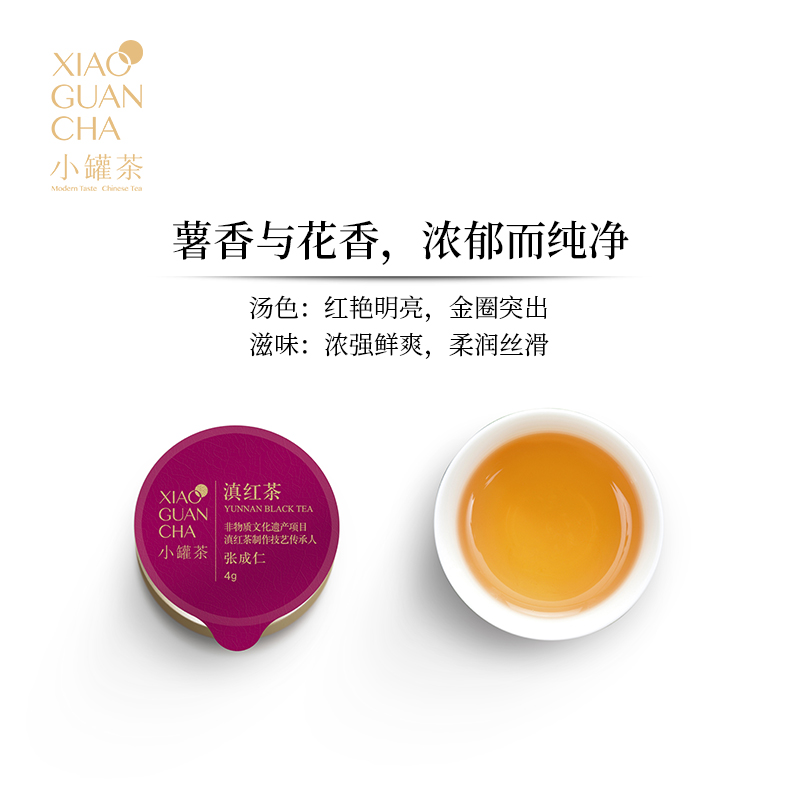 XIAO
GUAN
CHA
小罐茶
Modern Taste Chinese Tea
薯香与花香，浓郁而纯净
汤色：红艳明亮，金圈突出
滋味：浓强鲜爽，柔润丝滑
XIAO
GUAN
CHA
小罐茶
滇红茶
YUNNAN BLACK TEA
非物质文化遗产项目
滇红茶制作技艺传承人
张成仁
4g